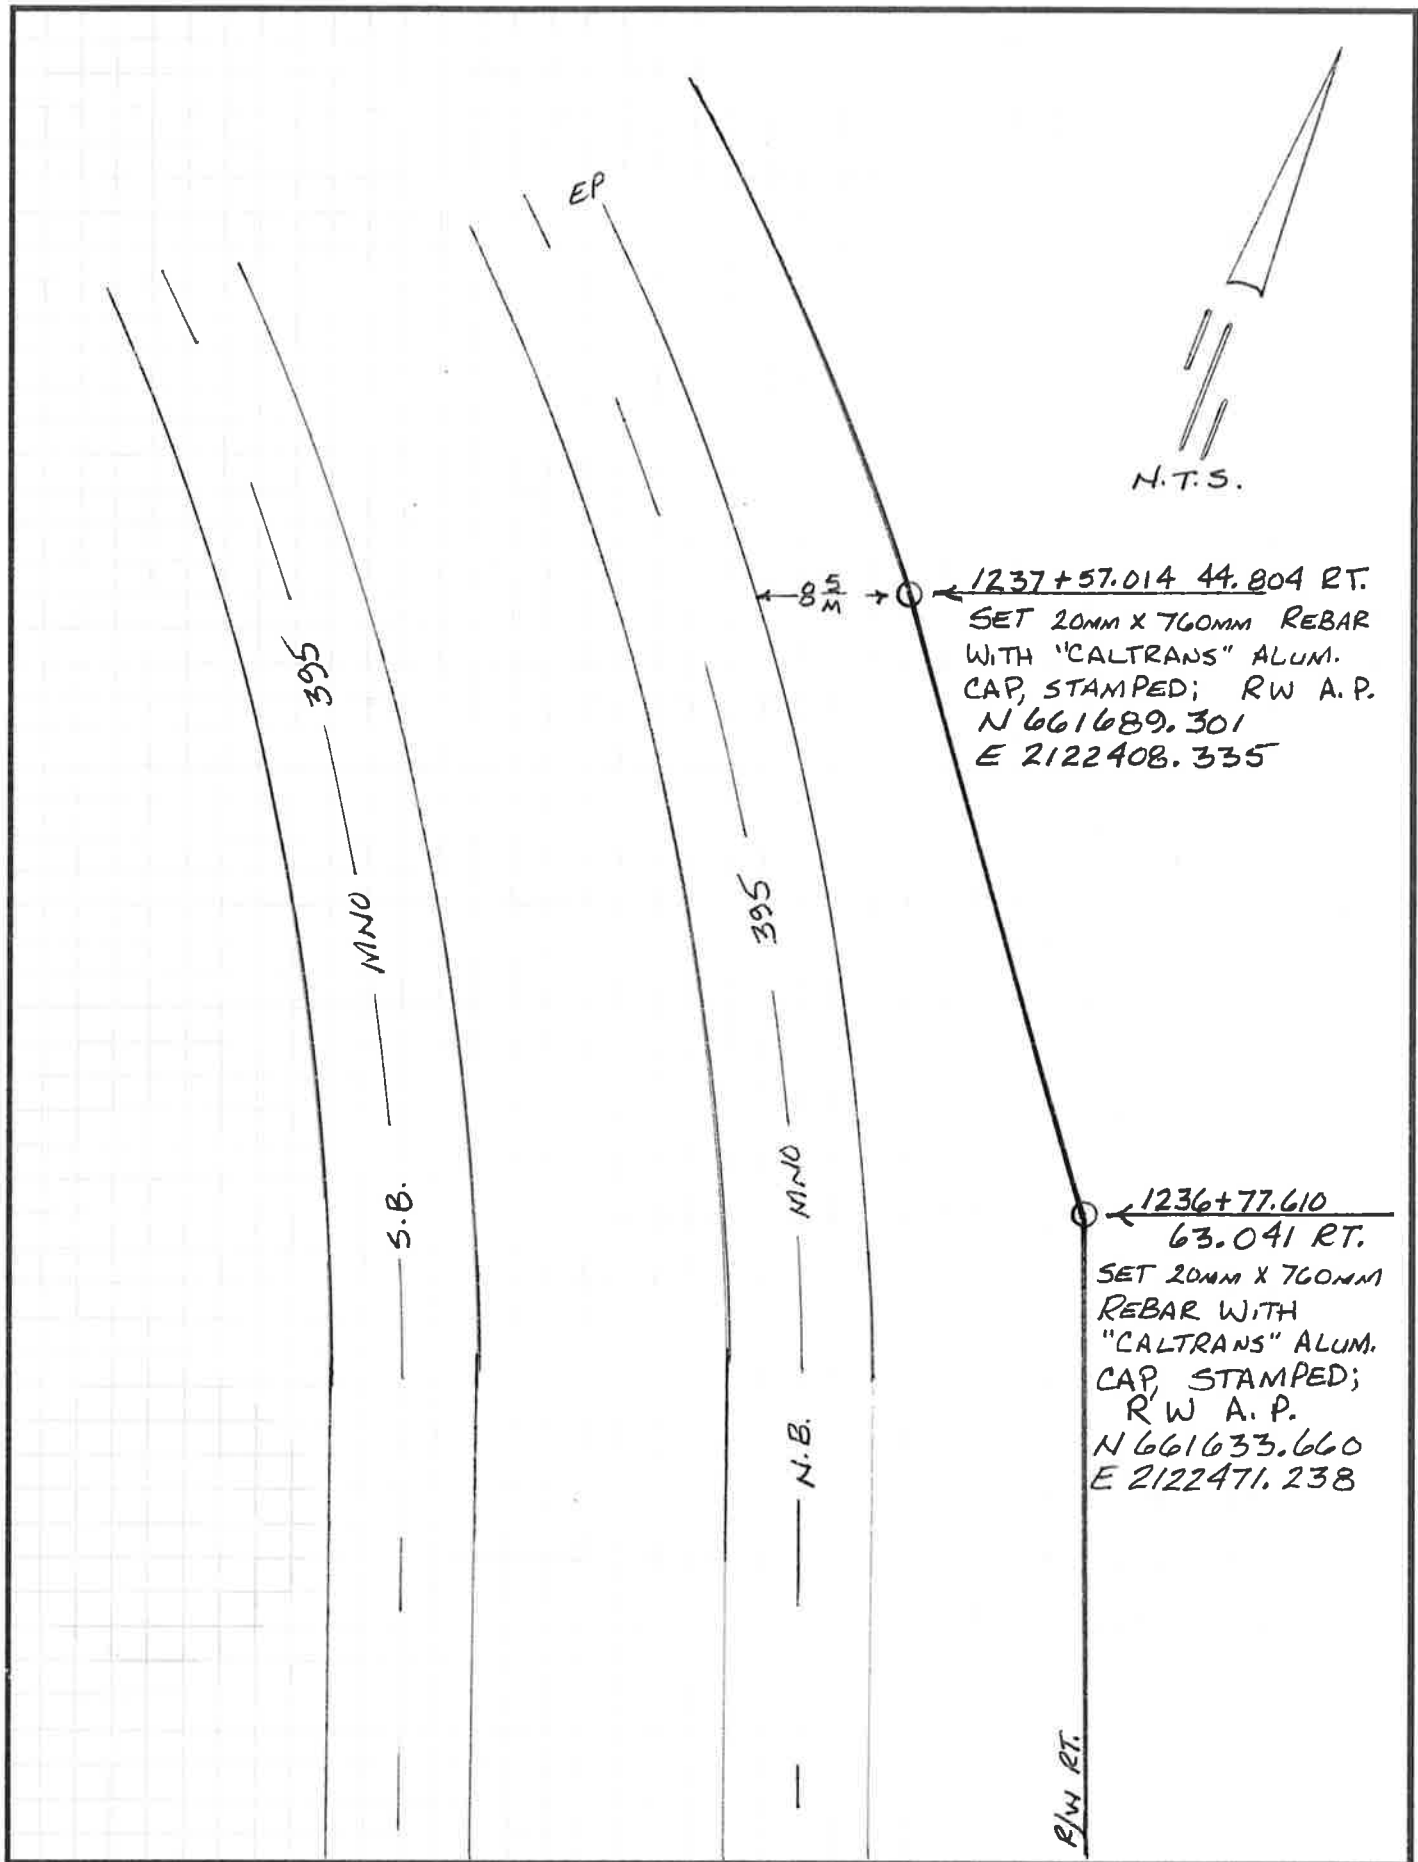 EP
N.T.S.
8 5/M
1237+57.014 44.804 RT.
SET 20MM X 760MM REBAR
WITH "CALTRANS" ALUM.
CAP, STAMPED; RW A.P.
N 661689.301
E 2122408.335
395
MNO
S.B.
395
MNO
N.B.
1236+77.610
63.041 RT.
SET 20MM X 760MM
REBAR WITH
"CALTRANS" ALUM.
CAP, STAMPED;
R'W A.P.
N 661633.660
E 2122471.238
R/W RT.